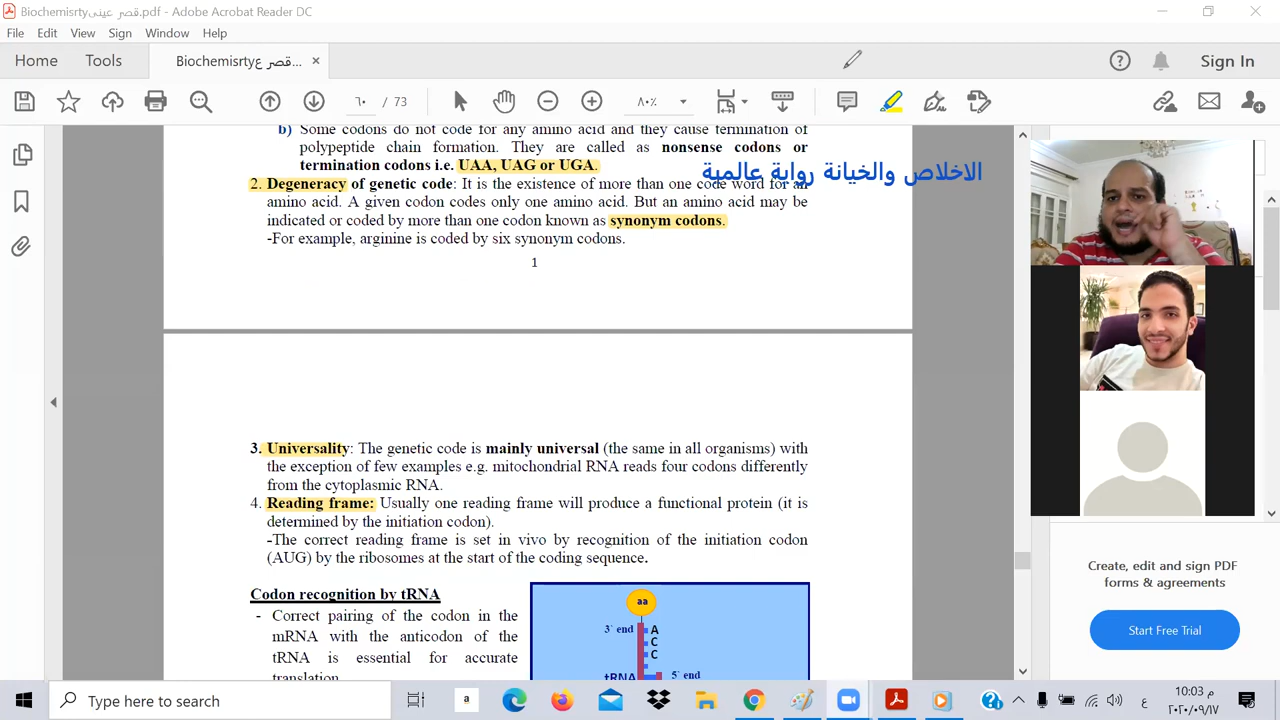 Biochemisrtyقصر عينى.pdf - Adobe Acrobat Reader DC
File Edit View Sign Window Help
Home Tools Biochemisrtyقصر ع... × Sign In
٦٠ / 73 ٨٠٪
b) Some codons do not code for any amino acid and they cause termination of
polypeptide chain formation. They are called as nonsense codons or
termination codons i.e. UAA, UAG or UGA.
الاخلاص والخيانة رواية عالمية
2. Degeneracy of genetic code: It is the existence of more than one code word for an
amino acid. A given codon codes only one amino acid. But an amino acid may be
indicated or coded by more than one codon known as synonym codons.
-For example, arginine is coded by six synonym codons.
1
3. Universality: The genetic code is mainly universal (the same in all organisms) with
the exception of few examples e.g. mitochondrial RNA reads four codons differently
from the cytoplasmic RNA.
4. Reading frame: Usually one reading frame will produce a functional protein (it is
determined by the initiation codon).
-The correct reading frame is set in vivo by recognition of the initiation codon
(AUG) by the ribosomes at the start of the coding sequence.
Codon recognition by tRNA
- Correct pairing of the codon in the
mRNA with the anticodon of the
tRNA is essential for accurate
translation
aa
3` end
A
C
C
5` end
tRNA
Create, edit and sign PDF
forms & agreements
Start Free Trial
Type here to search
a
ع
10:03 م
٢٠٢٠/٠٩/١٧